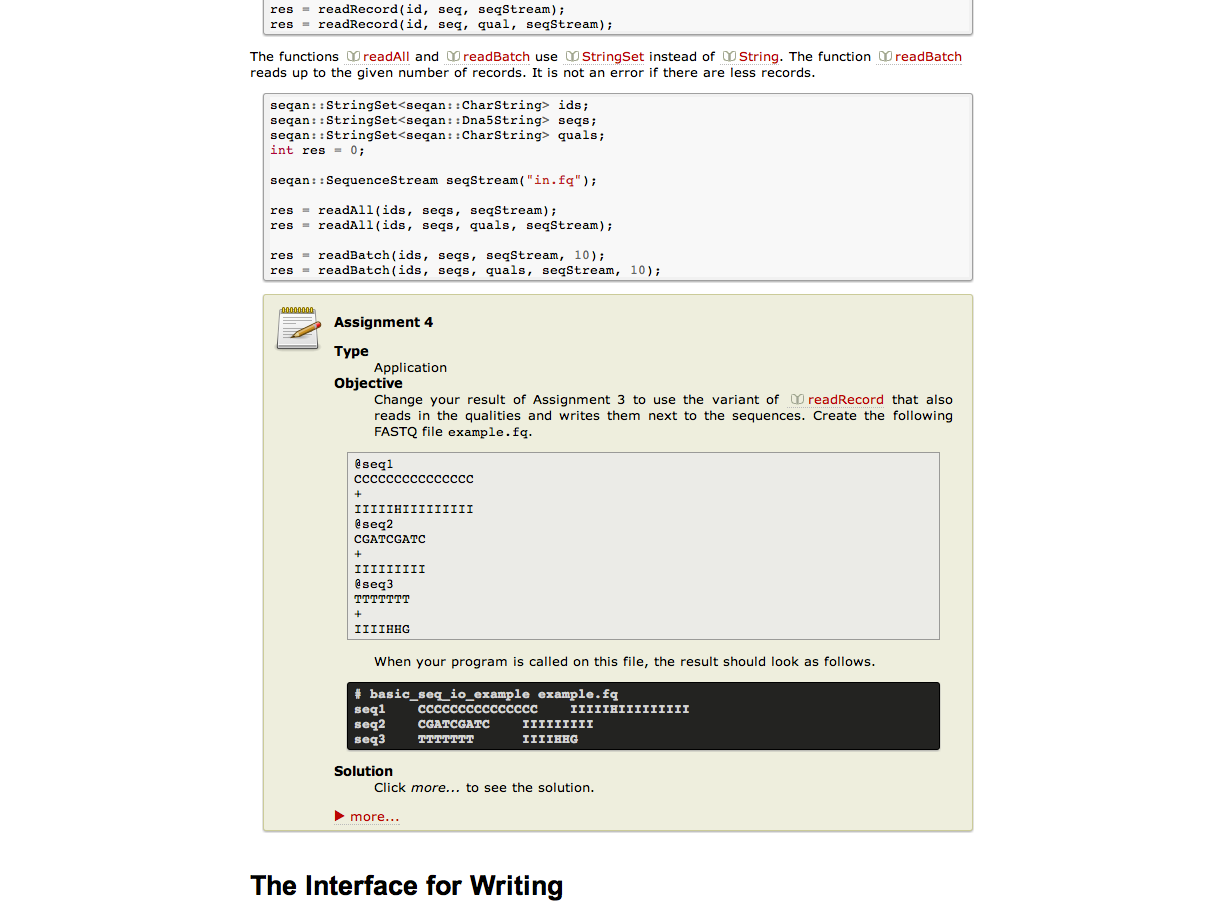 res = readRecord(id, seq, seqStream);
res = readRecord(id, seq, qual, seqStream);
The functions readAll and readBatch use StringSet instead of String. The function readBatch
reads up to the given number of records. It is not an error if there are less records.
seqan::StringSet<seqan::CharString> ids;
seqan::StringSet<seqan::Dna5String> seqs;
seqan::StringSet<seqan::CharString> quals;
int res = 0;
seqan::SequenceStream seqStream("in.fq");
res = readAll(ids, seqs, seqStream);
res = readAll(ids, seqs, quals, seqStream);
res = readBatch(ids, seqs, seqStream, 10);
res = readBatch(ids, seqs, quals, seqStream, 10);
Assignment 4
Type
Application
Objective
Change your result of Assignment 3 to use the variant of readRecord that also
reads in the qualities and writes them next to the sequences. Create the following
FASTQ file example.fq.
@seq1
CCCCCCCCCCCCCCC
+
IIIIIHIIIIIIIII
@seq2
CGATCGATC
+
IIIIIIIII
@seq3
TTTTTTT
+
IIIIHHG
When your program is called on this file, the result should look as follows.
# basic_seq_io_example example.fq
seq1    CCCCCCCCCCCCCCC    IIIIIHIIIIIIIII
seq2    CGATCGATC    IIIIIIIII
seq3    TTTTTTT      IIIIHHG
Solution
Click more... to see the solution.
more...
The Interface for Writing